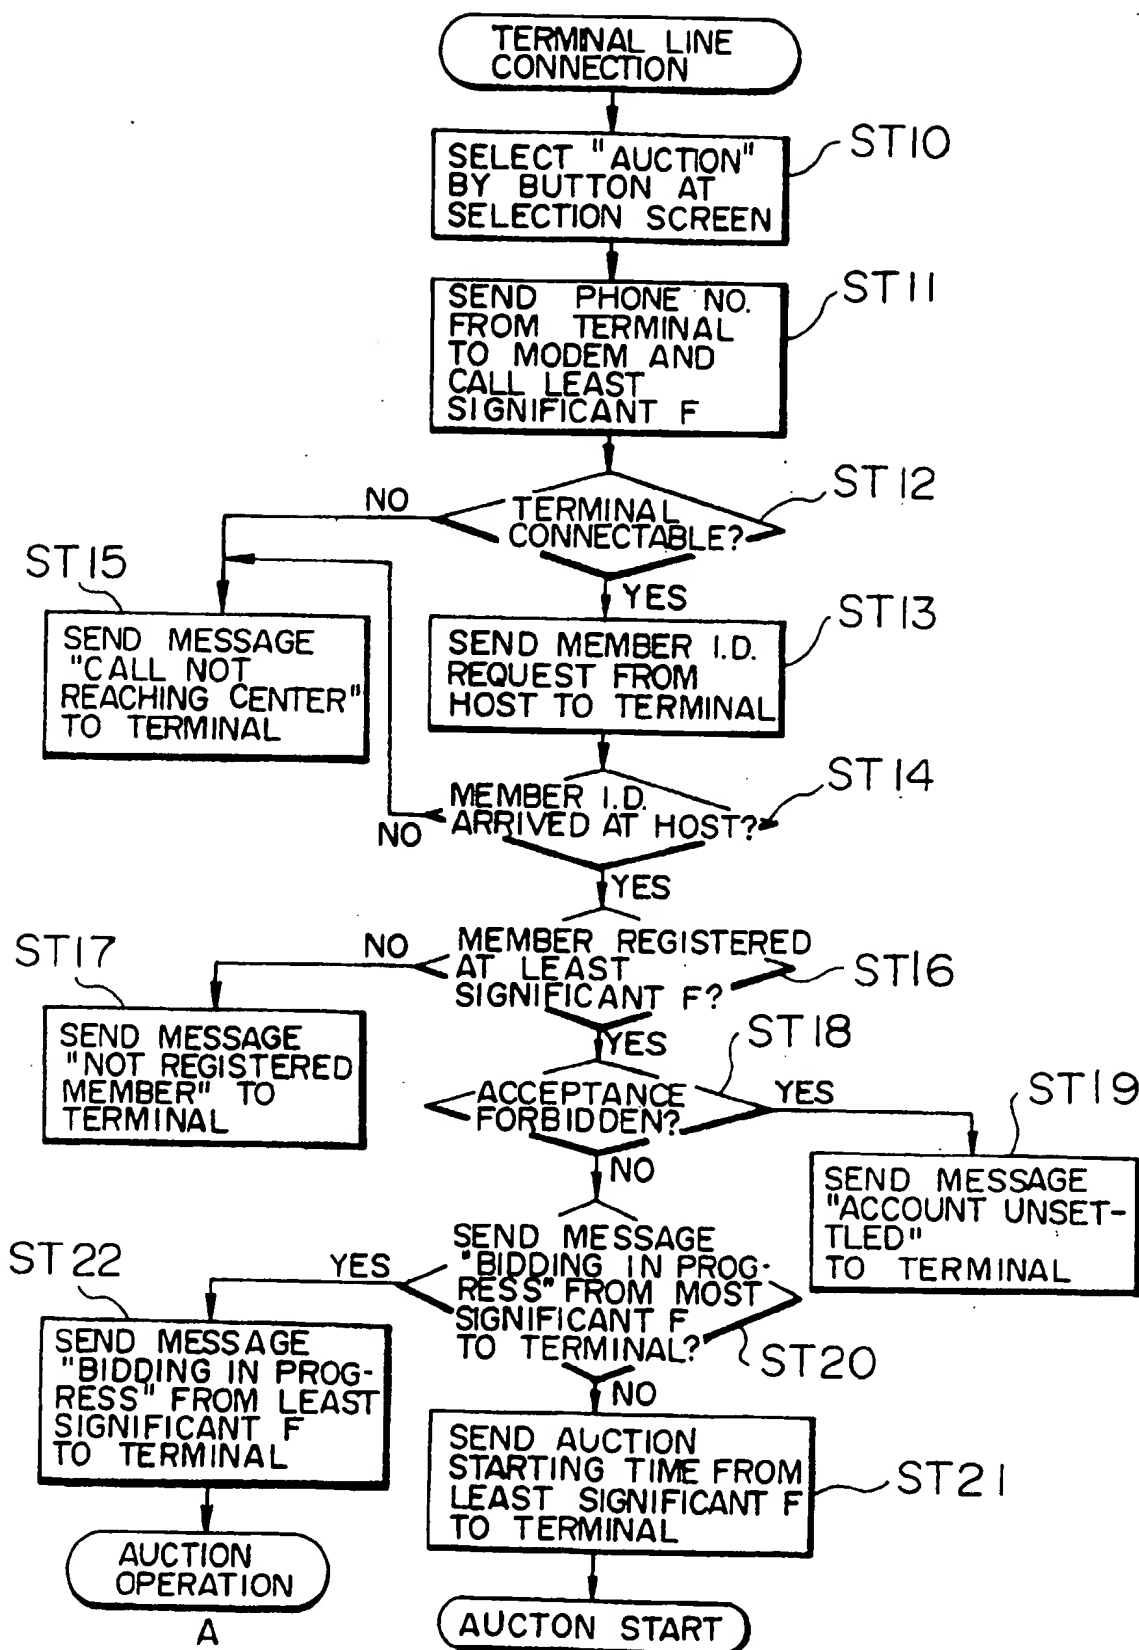 TERMINAL LINE
CONNECTION
ST10
SELECT "AUCTION"
BY BUTTON AT
SELECTION SCREEN
ST11
SEND PHONE NO.
FROM TERMINAL
TO MODEM AND
CALL LEAST
SIGNIFICANT F
ST12
NO
TERMINAL
CONNECTABLE?
YES
ST15
SEND MESSAGE
"CALL NOT
REACHING CENTER"
TO TERMINAL
ST13
SEND MEMBER I.D.
REQUEST FROM
HOST TO TERMINAL
ST14
MEMBER I.D.
ARRIVED AT HOST?
NO
YES
ST17
NO
MEMBER REGISTERED
AT LEAST
SIGNIFICANT F?
ST16
SEND MESSAGE
"NOT REGISTERED
MEMBER" TO
TERMINAL
YES
ST18
ACCEPTANCE
FORBIDDEN?
YES
ST19
NO
SEND MESSAGE
"ACCOUNT UNSET-
TLED"
TO TERMINAL
ST22
YES
SEND MESSAGE
"BIDDING IN PROG-
RESS" FROM MOST
SIGNIFICANT F
TO TERMINAL?
ST20
SEND MESSAGE
"BIDDING IN PROG-
RESS" FROM LEAST
SIGNIFICANT F
TO TERMINAL
NO
SEND AUCTION
STARTING TIME FROM
LEAST SIGNIFICANT F
TO TERMINAL
ST21
AUCTION
OPERATION
A
AUCTON START